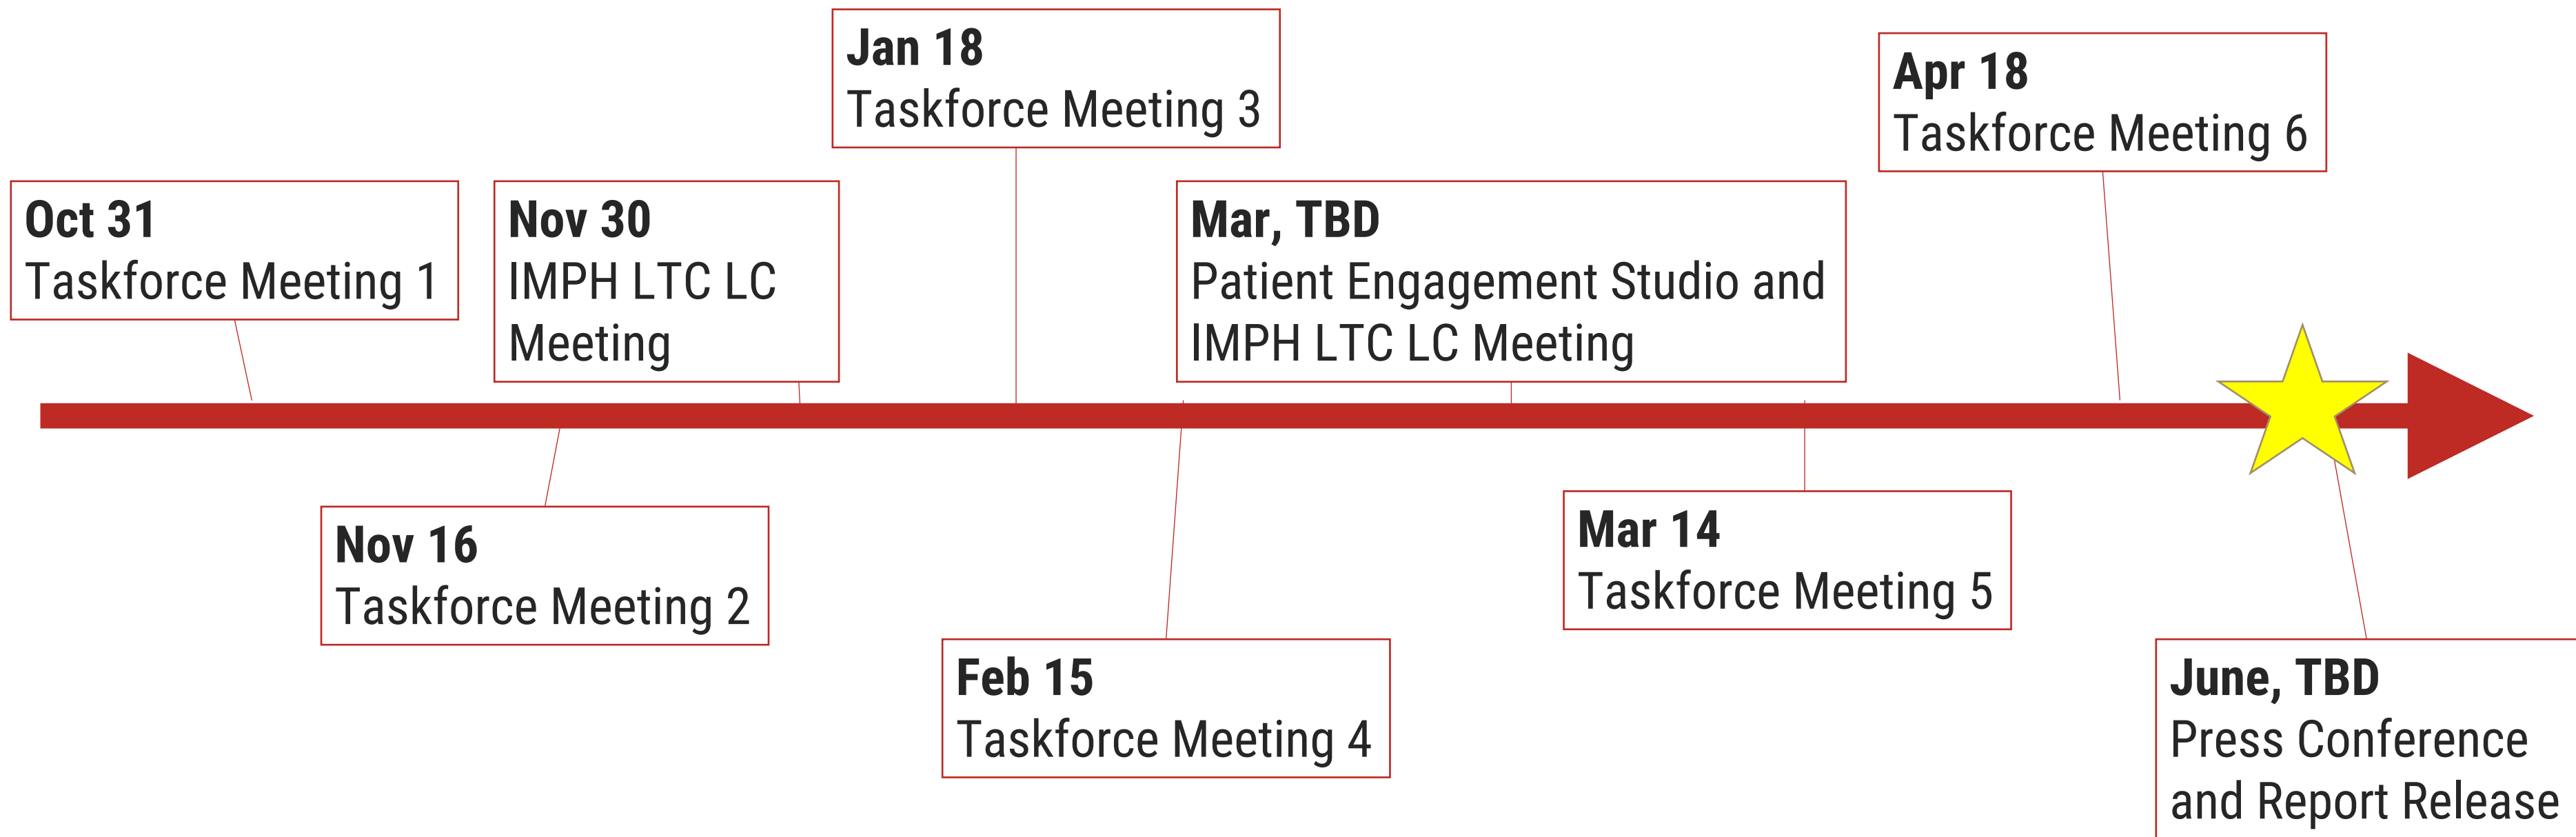 Oct 31
Taskforce Meeting 1
Nov 16
Taskforce Meeting 2
Nov 30
IMPH LTC LC
Meeting
Jan 18
Taskforce Meeting 3
Feb 15
Taskforce Meeting 4
Mar, TBD
Patient Engagement Studio and
IMPH LTC LC Meeting
Mar 14
Taskforce Meeting 5
Apr 18
Taskforce Meeting 6
June, TBD
Press Conference
and Report Release